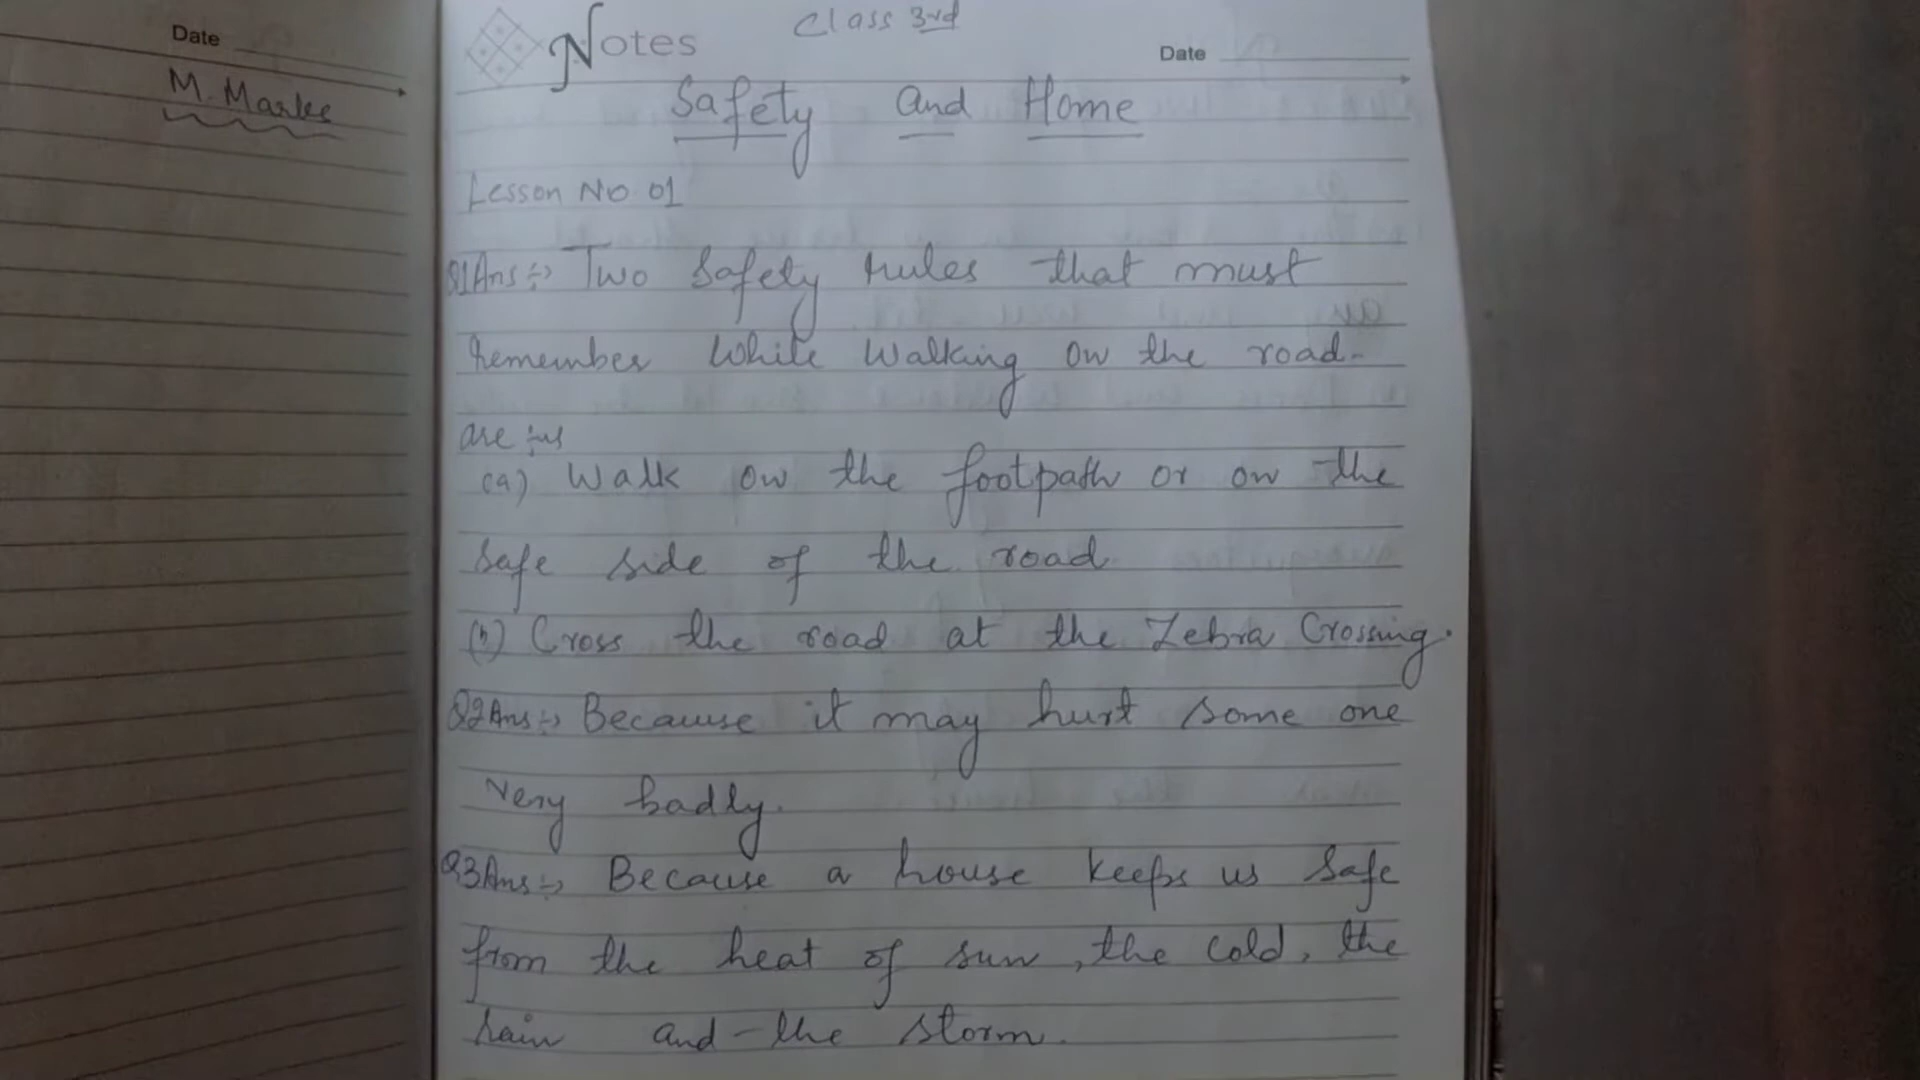 Date
M. Marks
Notes
Class 3rd
Date
Safety and Home
Lesson No 01
Q1Ans :-> Two Safety rules that must
remember while walking on the road.
are :-
(a) Walk on the footpath or on the
safe side of the road
(b) Cross the road at the Zebra Crossing.
Q2Ans :-> Because it may hurt some one
very badly.
Q3Ans :-> Because a house keeps us safe
from the heat of sun, the cold, the
rain and the storm.